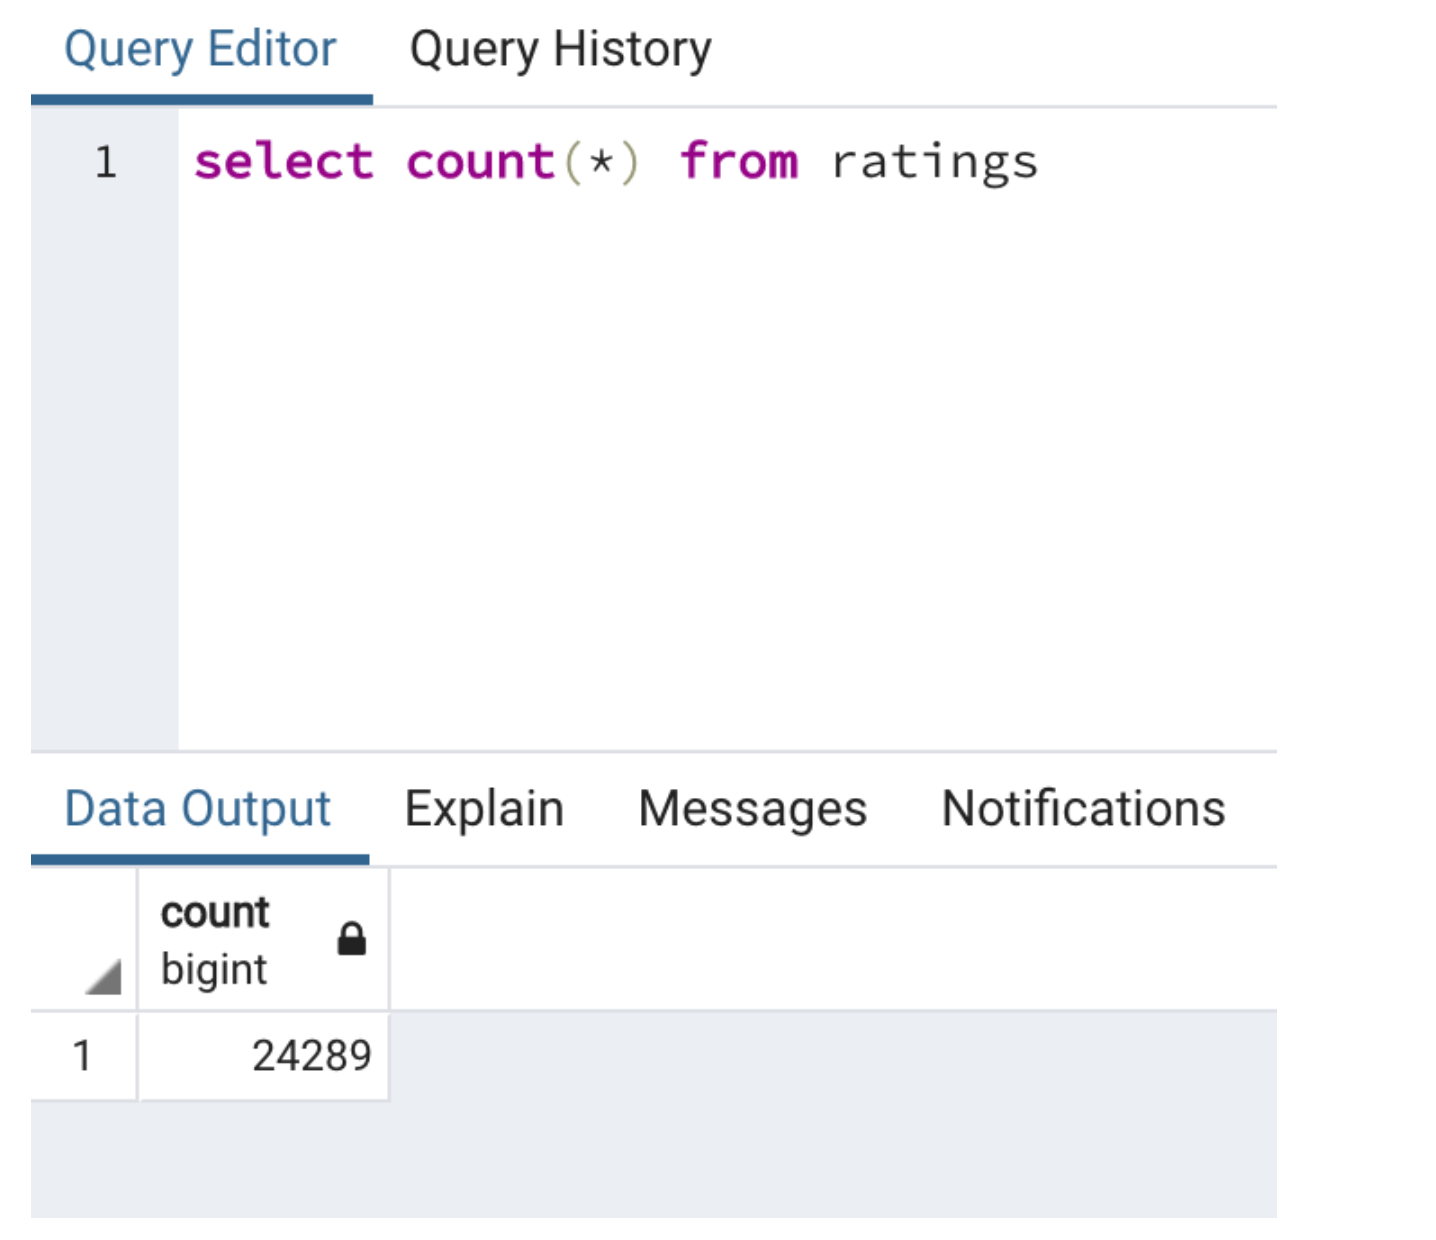 Query Editor Query History
1 select count(*) from ratings
Data Output Explain Messages Notifications
count
bigint
1 24289